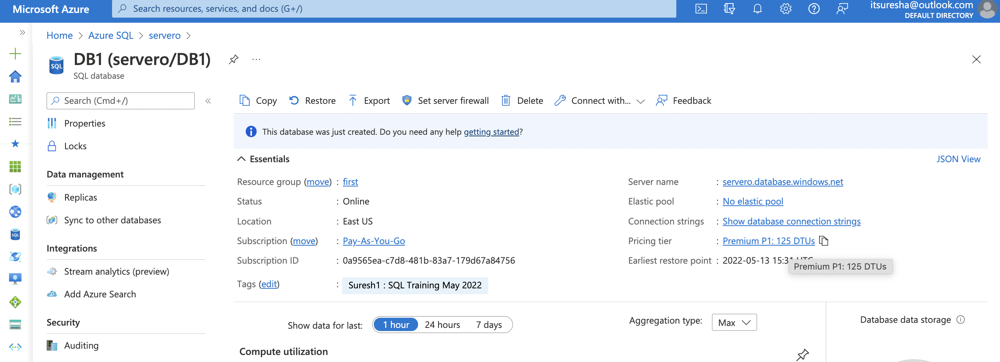 Microsoft Azure
Search resources, services, and docs (G+/)
itsuresha@outlook.com
DEFAULT DIRECTORY
Home > Azure SQL > servero >
SQL
DB1 (servero/DB1)
SQL database
Search (Cmd+/)
Copy Restore Export Set server firewall Delete Connect with... Feedback
Properties
Locks
Data management
Replicas
Sync to other databases
Integrations
Stream analytics (preview)
Add Azure Search
Security
Auditing
SQL
This database was just created. Do you need any help getting started?
Essentials
JSON View
Resource group (move) : first
Status : Online
Location : East US
Subscription (move) : Pay-As-You-Go
Subscription ID : 0a9565ea-c7d8-481b-83a7-179d67a84756
Tags (edit) : Suresh1 : SQL Training May 2022
Server name : servero.database.windows.net
Elastic pool : No elastic pool
Connection strings : Show database connection strings
Pricing tier : Premium P1: 125 DTUs
Earliest restore point : 2022-05-13 15:31 UTC
Premium P1: 125 DTUs
Show data for last: 1 hour 24 hours 7 days
Aggregation type: Max
Database data storage
Compute utilization